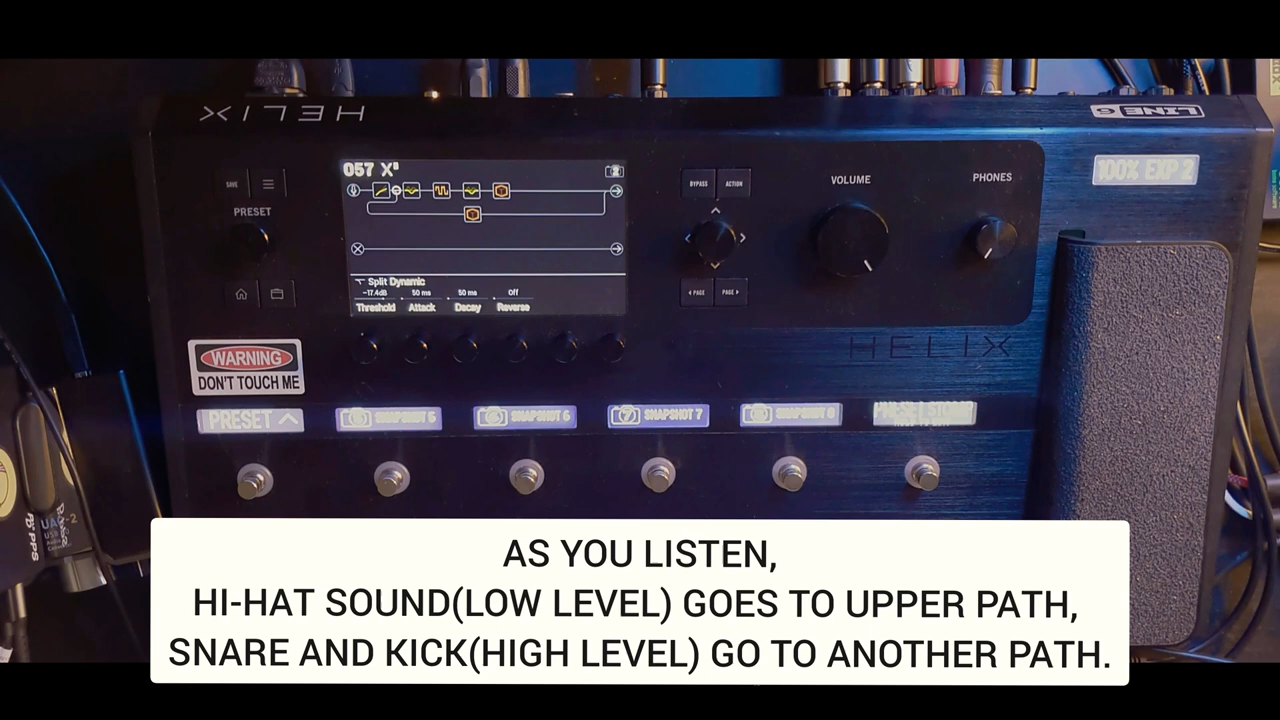 HELIX
LINE 6
057 X
SAVE
PRESET
BYPASS
ACTION
VOLUME
PHONES
100% EXP 2
Split Dynamic
-17.4dB
50 ms
50 ms
Off
Threshold
Attack
Decay
Reverse
◄ PAGE
PAGE ►
HELIX
WARNING
DON'T TOUCH ME
PRESET
SNAPSHOT 5
SNAPSHOT 6
SNAPSHOT 7
SNAPSHOT 8
AS YOU LISTEN,
HI-HAT SOUND(LOW LEVEL) GOES TO UPPER PATH,
SNARE AND KICK(HIGH LEVEL) GO TO ANOTHER PATH.